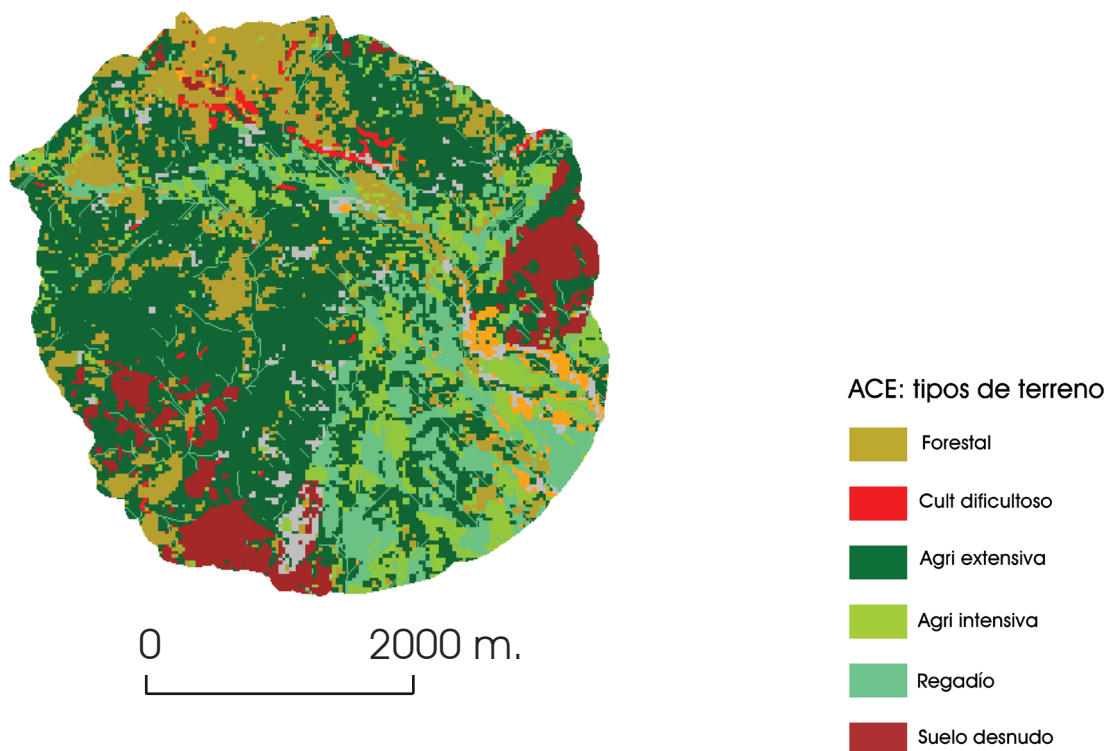 ACE: tipos de terreno
Forestal
Cult dificultoso
Agri extensiva
Agri intensiva
Regadío
Suelo desnudo
0 2000 m.